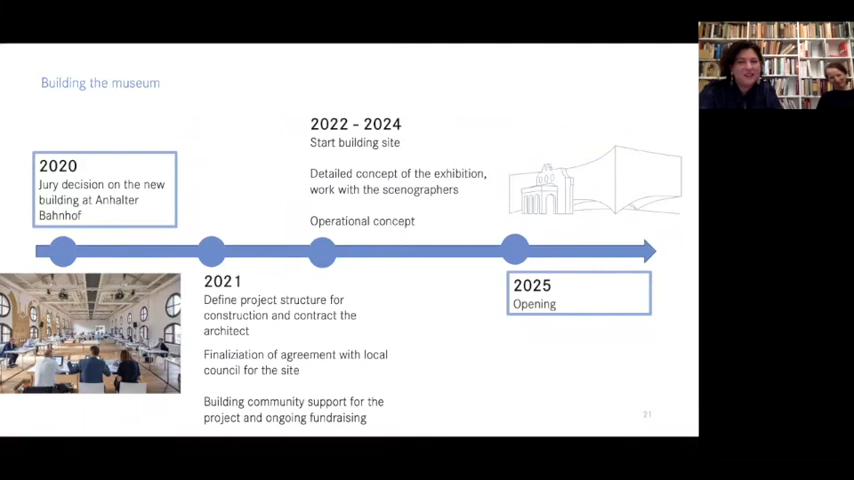 Building the museum
2020
Jury decision on the new
building at Anhalter
Bahnhof
2021
Define project structure for
construction and contract the
architect
Finaliziation of agreement with local
council for the site
Building community support for the
project and ongoing fundraising
2022 - 2024
Start building site
Detailed concept of the exhibition,
work with the scenographers
Operational concept
2025
Opening
21